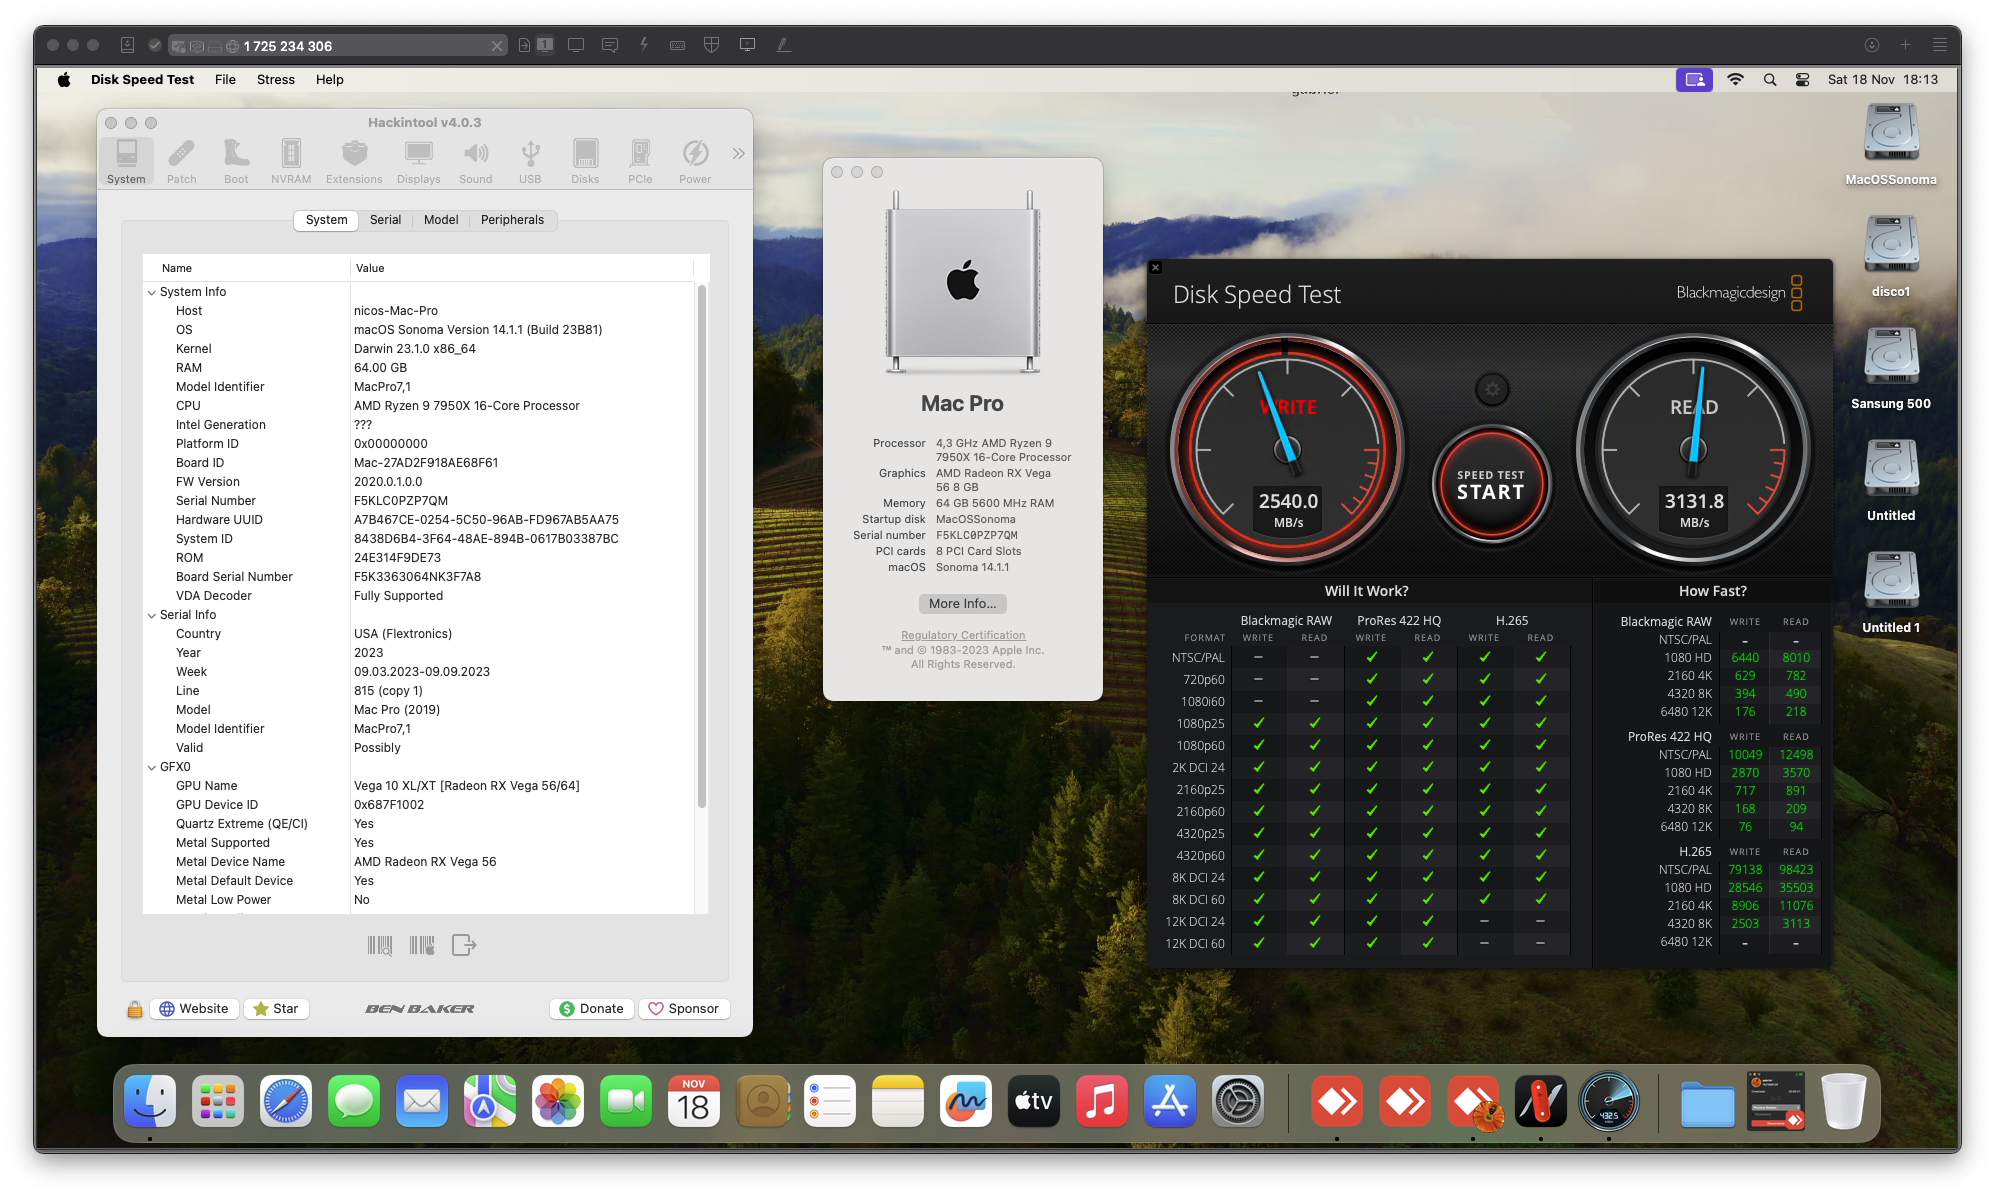 1 725 234 306
1
Disk Speed Test File Stress Help
Sat 18 Nov 18:13
Hackintool v4.0.3
System Patch Boot NVRAM Extensions Displays Sound USB Disks PCIe Power
System Serial Model Peripherals
Name Value
System Info
Host nicos-Mac-Pro
OS macOS Sonoma Version 14.1.1 (Build 23B81)
Kernel Darwin 23.1.0 x86_64
RAM 64.00 GB
Model Identifier MacPro7,1
CPU AMD Ryzen 9 7950X 16-Core Processor
Intel Generation ???
Platform ID 0x00000000
Board ID Mac-27AD2F918AE68F61
FW Version 2020.0.1.0.0
Serial Number F5KLC0PZP7QM
Hardware UUID A7B467CE-0254-5C50-96AB-FD967AB5AA75
System ID 8438D6B4-3F64-48AE-894B-0617B03387BC
ROM 24E314F9DE73
Board Serial Number F5K3363064NK3F7A8
VDA Decoder Fully Supported
Serial Info
Country USA (Flextronics)
Year 2023
Week 09.03.2023-09.09.2023
Line 815 (copy 1)
Model Mac Pro (2019)
Model Identifier MacPro7,1
Valid Possibly
GFX0
GPU Name Vega 10 XL/XT [Radeon RX Vega 56/64]
GPU Device ID 0x687F1002
Quartz Extreme (QE/CI) Yes
Metal Supported Yes
Metal Device Name AMD Radeon RX Vega 56
Metal Default Device Yes
Metal Low Power No
Website Star BEN BAKER Donate Sponsor
Mac Pro
Processor 4,3 GHz AMD Ryzen 9
7950X 16-Core Processor
Graphics AMD Radeon RX Vega
56 8 GB
Memory 64 GB 5600 MHz RAM
Startup disk MacOSSonoma
Serial number F5KLC0PZP7QM
PCI cards 8 PCI Card Slots
macOS Sonoma 14.1.1
More Info...
Regulatory Certification
™ and © 1983-2023 Apple Inc.
All Rights Reserved.
Disk Speed Test
Blackmagicdesign
WRITE
2540.0
MB/s
SPEED TEST
START
READ
3131.8
MB/s
Will It Work?
Blackmagic RAW ProRes 422 HQ H.265
FORMAT WRITE READ WRITE READ WRITE READ
NTSC/PAL – – ✓ ✓ ✓ ✓
720p60 – – ✓ ✓ ✓ ✓
1080i60 – – ✓ ✓ ✓ ✓
1080p25 ✓ ✓ ✓ ✓ ✓ ✓
1080p60 ✓ ✓ ✓ ✓ ✓ ✓
2K DCI 24 ✓ ✓ ✓ ✓ ✓ ✓
2160p25 ✓ ✓ ✓ ✓ ✓ ✓
2160p60 ✓ ✓ ✓ ✓ ✓ ✓
4320p25 ✓ ✓ ✓ ✓ ✓ ✓
4320p60 ✓ ✓ ✓ ✓ ✓ ✓
8K DCI 24 ✓ ✓ ✓ ✓ ✓ ✓
8K DCI 60 ✓ ✓ ✓ ✓ ✓ ✓
12K DCI 24 ✓ ✓ ✓ ✓ – –
12K DCI 60 ✓ ✓ ✓ ✓ – –
How Fast?
Blackmagic RAW WRITE READ
NTSC/PAL - -
1080 HD 6440 8010
2160 4K 629 782
4320 8K 394 490
6480 12K 176 218
ProRes 422 HQ WRITE READ
NTSC/PAL 10049 12498
1080 HD 2870 3570
2160 4K 717 891
4320 8K 168 209
6480 12K 76 94
H.265 WRITE READ
NTSC/PAL 79138 98423
1080 HD 28546 35503
2160 4K 8906 11076
4320 8K 2503 3113
6480 12K - -
MacOSSonoma
disco1
Sansung 500
Untitled
Untitled 1
NOV
18
tv
432.5